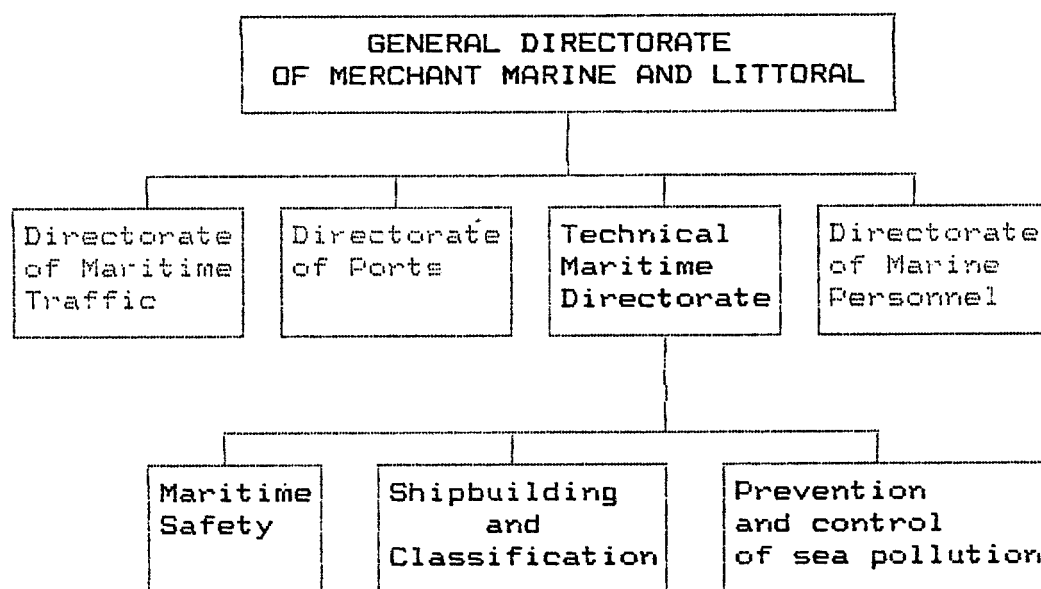 GENERAL DIRECTORATE
OF MERCHANT MARINE AND LITTORAL
Directorate
of Maritime
Traffic
Directorate
of Ports
Technical
Maritime
Directorate
Directorate
of Marine
Personnel
Maritime
Safety
Shipbuilding
and
Classification
Prevention
and control
of sea pollution